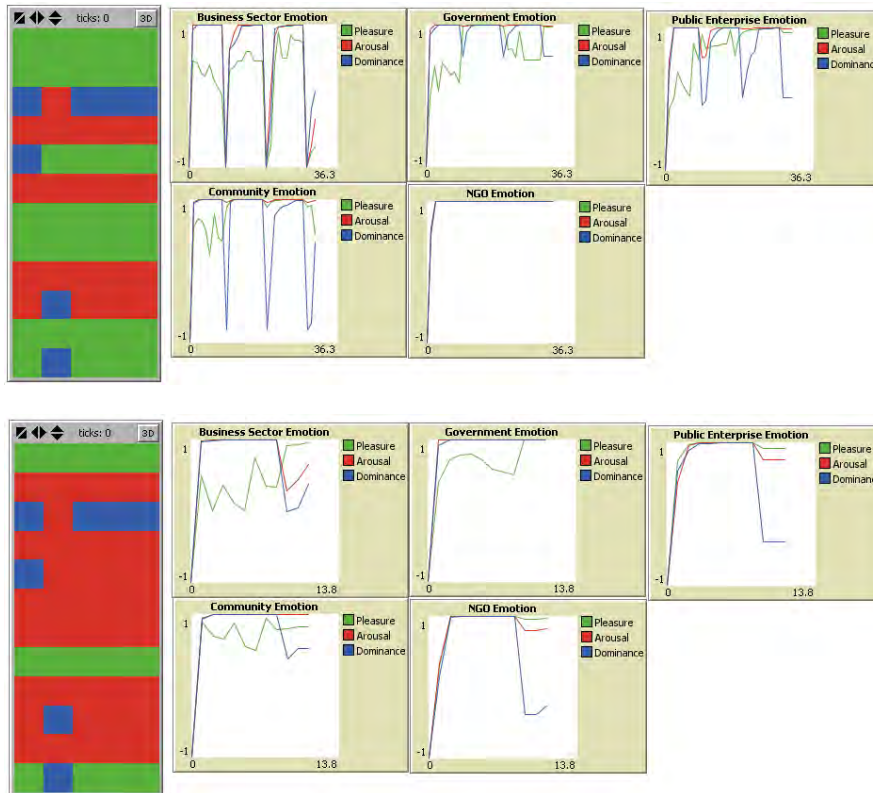 ticks: 0 3D
Business Sector Emotion
1
-1
0 36.3
Pleasure
Arousal
Dominance
Government Emotion
1
-1
0 36.3
Pleasure
Arousal
Dominance
Public Enterprise Emotion
1
-1
0 36.3
Pleasure
Arousal
Dominance
Community Emotion
1
-1
0 36.3
Pleasure
Arousal
Dominance
NGO Emotion
1
-1
0 36.3
Pleasure
Arousal
Dominance
ticks: 0 3D
Business Sector Emotion
1
-1
0 13.8
Pleasure
Arousal
Dominance
Government Emotion
1
-1
0 13.8
Pleasure
Arousal
Dominance
Public Enterprise Emotion
1
-1
0 13.8
Pleasure
Arousal
Dominance
Community Emotion
1
-1
0 13.8
Pleasure
Arousal
Dominance
NGO Emotion
1
-1
0 13.8
Pleasure
Arousal
Dominance